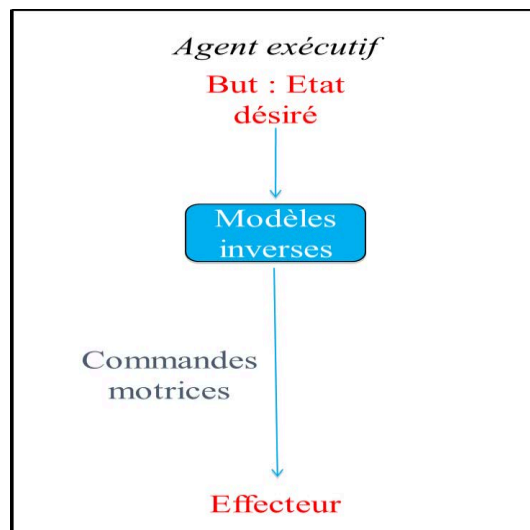 Agent exécutif
But : Etat
désiré
Modèles
inverses
Commandes
motrices
Effecteur